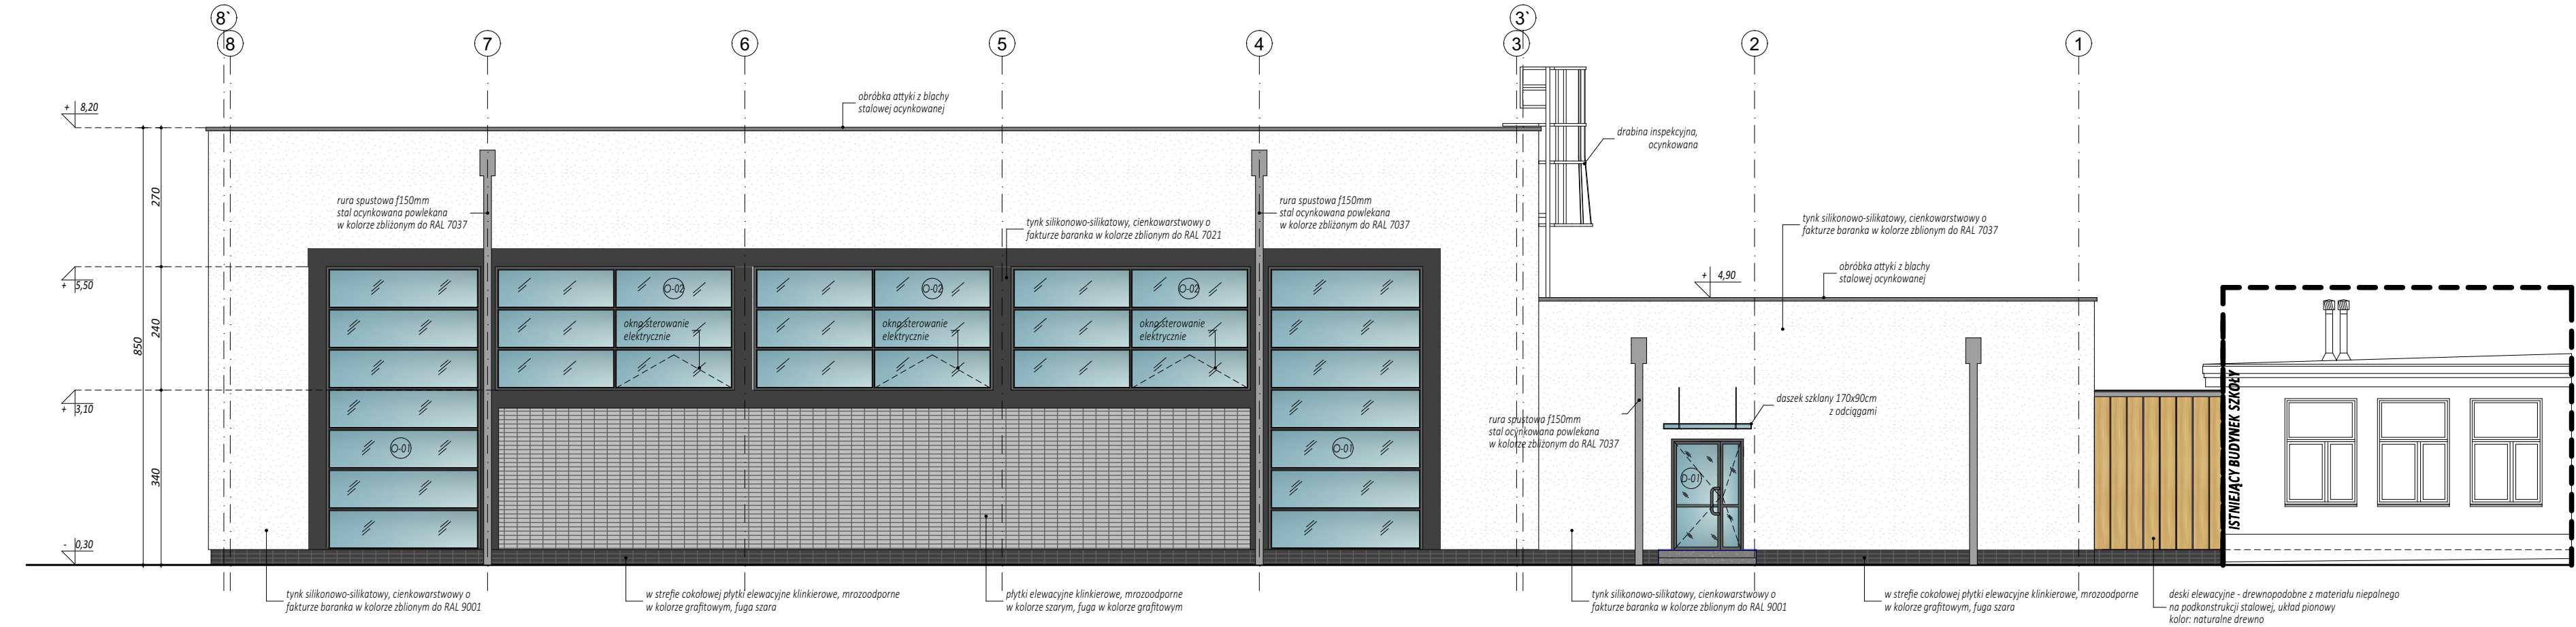 8`
3`
8
7
6
5
4
3
2
1
+ 8,20
obróbka attyki z blachy
stalowej ocynkowanej
drabina inspekcyjna,
ocynkowana
270
rura spustowa f150mm
stal ocynkowana powlekana
w kolorze zbliżonym do RAL 7037
rura spustowa f150mm
stal ocynkowana powlekana
w kolorze zbliżonym do RAL 7037
tynk silikonowo-silikatowy, cienkowarstwowy o
fakturze baranka w kolorze zblionym do RAL 7021
tynk silikonowo-silikatowy, cienkowarstwowy o
fakturze baranka w kolorze zblionym do RAL 7037
obróbka attyki z blachy
stalowej ocynkowanej
+ 4,90
+ 5,50
O-02
O-02
O-02
240
850
okno sterowanie
elektrycznie
okno sterowanie
elektrycznie
okno sterowanie
elektrycznie
+ 3,10
daszek szklany 170x90cm
z odciągami
rura spustowa f150mm
stal ocynkowana powlekana
w kolorze zbliżonym do RAL 7037
ISTNIEJĄCY BUDYNEK SZKOŁY
O-01
O-01
D-01
340
- 0,30
tynk silikonowo-silikatowy, cienkowarstwowy o
fakturze baranka w kolorze zblionym do RAL 9001
w strefie cokołowej płytki elewacyjne klinkierowe, mrozoodporne
w kolorze grafitowym, fuga szara
płytki elewacyjne klinkierowe, mrozoodporne
w kolorze szarym, fuga w kolorze grafitowym
tynk silikonowo-silikatowy, cienkowarstwowy o
fakturze baranka w kolorze zblionym do RAL 9001
w strefie cokołowej płytki elewacyjne klinkierowe, mrozoodporne
w kolorze grafitowym, fuga szara
deski elewacyjne - drewnopodobne z materiału niepalnego
na podkonstrukcji stalowej, układ pionowy
kolor: naturalne drewno